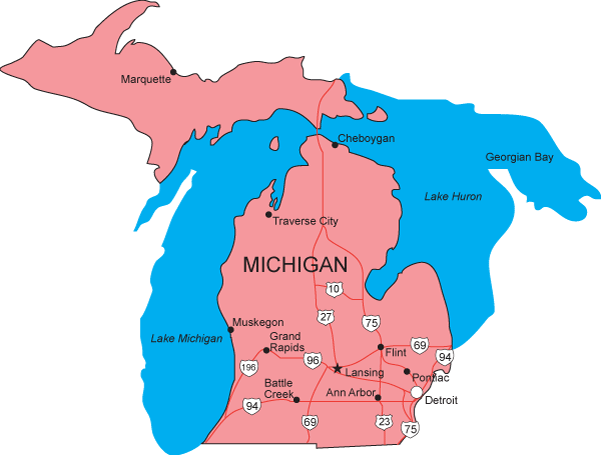 Marquette
Cheboygan
Georgian Bay
Lake Huron
Traverse City
MICHIGAN
10
27
75
Muskegon
Lake Michigan
Grand
Rapids
69
Flint
94
96
196
Lansing
Pontiac
Battle
Creek
Ann Arbor
Detroit
94
69
23
75